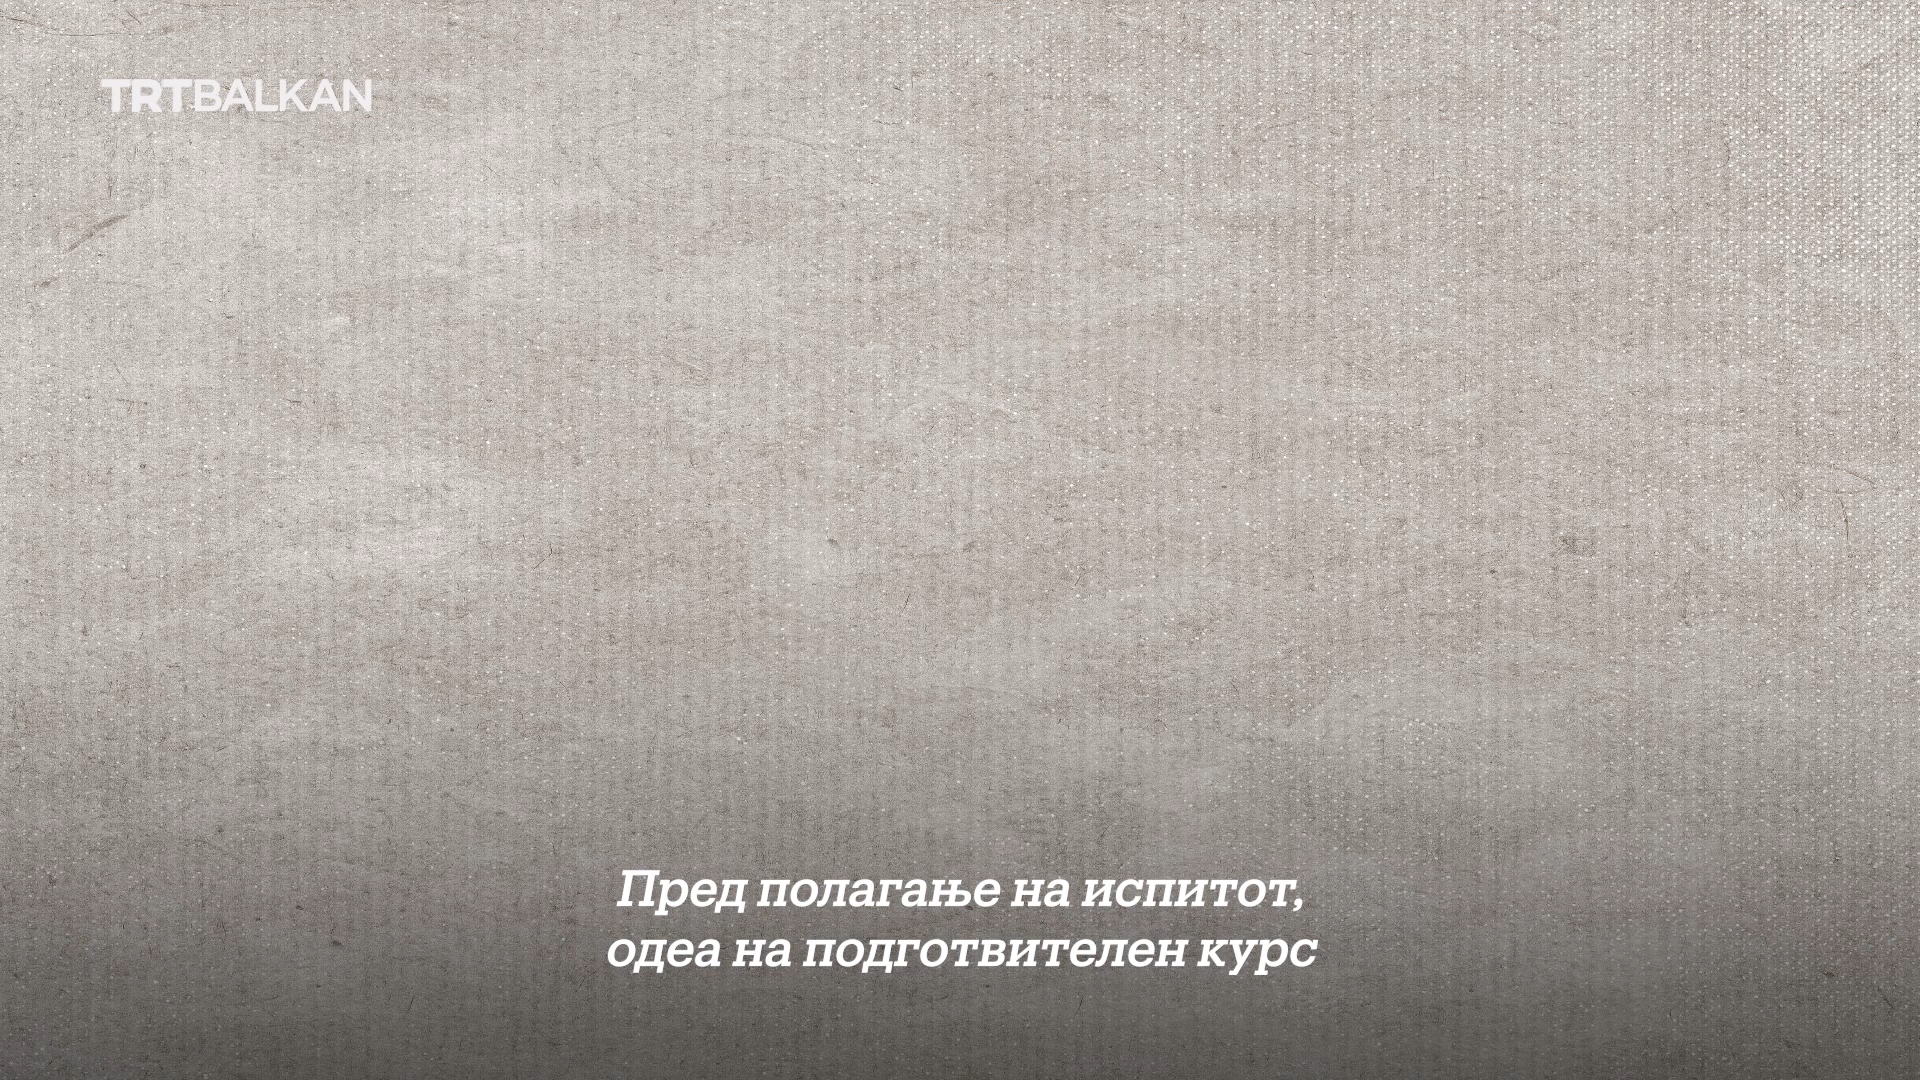 TRTBALKAN
Пред полагање на испитот,
одеа на подготвителен курс